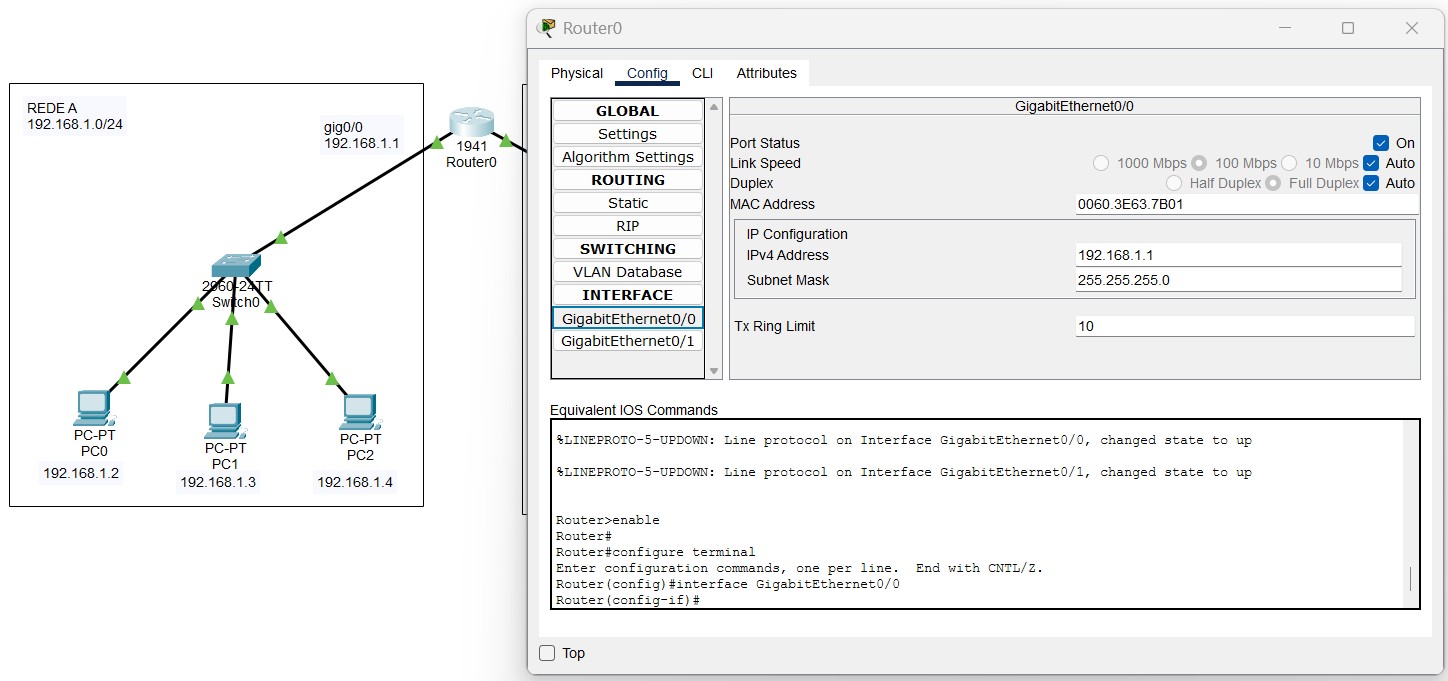 REDE A
192.168.1.0/24
gig0/0
192.168.1.1
1941
Router0
2960-24TT
Switch0
PC-PT
PC0
192.168.1.2
PC-PT
PC1
192.168.1.3
PC-PT
PC2
192.168.1.4
Router0
Physical Config CLI Attributes
GLOBAL
Settings
Algorithm Settings
ROUTING
Static
RIP
SWITCHING
VLAN Database
INTERFACE
GigabitEthernet0/0
GigabitEthernet0/1
GigabitEthernet0/0
Port Status On
Link Speed 1000 Mbps 100 Mbps 10 Mbps Auto
Duplex Half Duplex Full Duplex Auto
MAC Address 0060.3E63.7B01
IP Configuration
IPv4 Address 192.168.1.1
Subnet Mask 255.255.255.0
Tx Ring Limit 10
Equivalent IOS Commands
%LINEPROTO-5-UPDOWN: Line protocol on Interface GigabitEthernet0/0, changed state to up
%LINEPROTO-5-UPDOWN: Line protocol on Interface GigabitEthernet0/1, changed state to up
Router>enable
Router#
Router#configure terminal
Enter configuration commands, one per line. End with CNTL/Z.
Router(config)#interface GigabitEthernet0/0
Router(config-if)#
Top